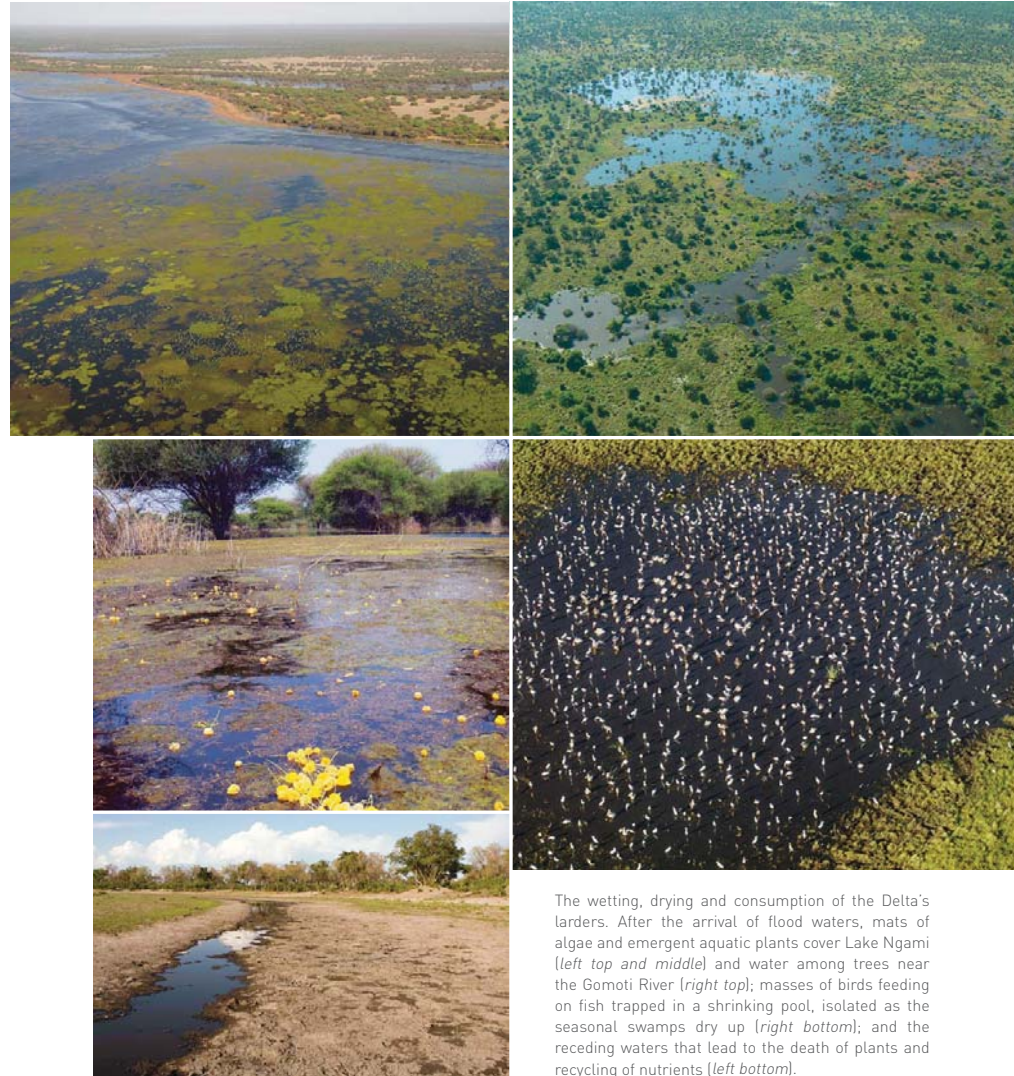 The wetting, drying and consumption of the Delta's
larders. After the arrival of flood waters, mats of
algae and emergent aquatic plants cover Lake Ngami
(left top and middle) and water among trees near
the Gomoti River (right top); masses of birds feeding
on fish trapped in a shrinking pool, isolated as the
seasonal swamps dry up (right bottom); and the
receding waters that lead to the death of plants and
recycling of nutrients (left bottom).